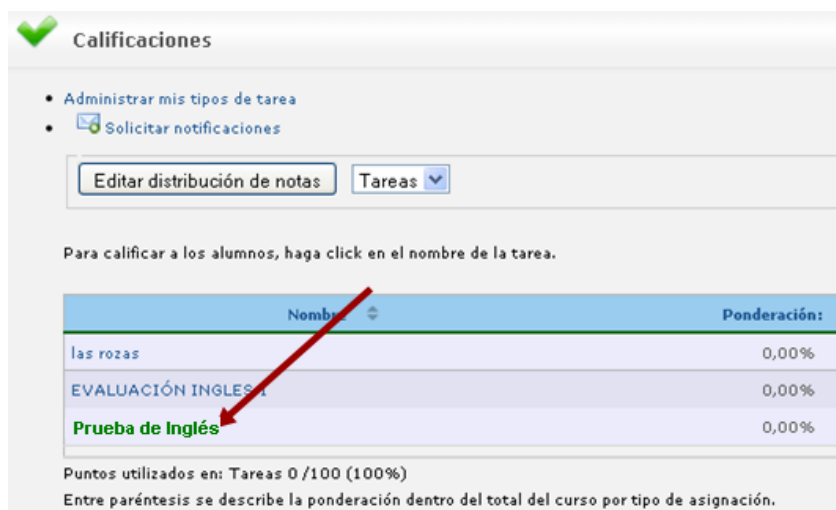 Calificaciones
Administrar mis tipos de tarea
Solicitar notificaciones
Editar distribución de notas Tareas
Para calificar a los alumnos, haga click en el nombre de la tarea.
Ponderación:
las rozas 0,00%
EVALUACIÓN INGLES 0,00%
Prueba de Inglés 0,00%
Puntos utilizados en: Tareas 0 /100 (100%)
Entre paréntesis se describe la ponderación dentro del total del curso por tipo de asignación.